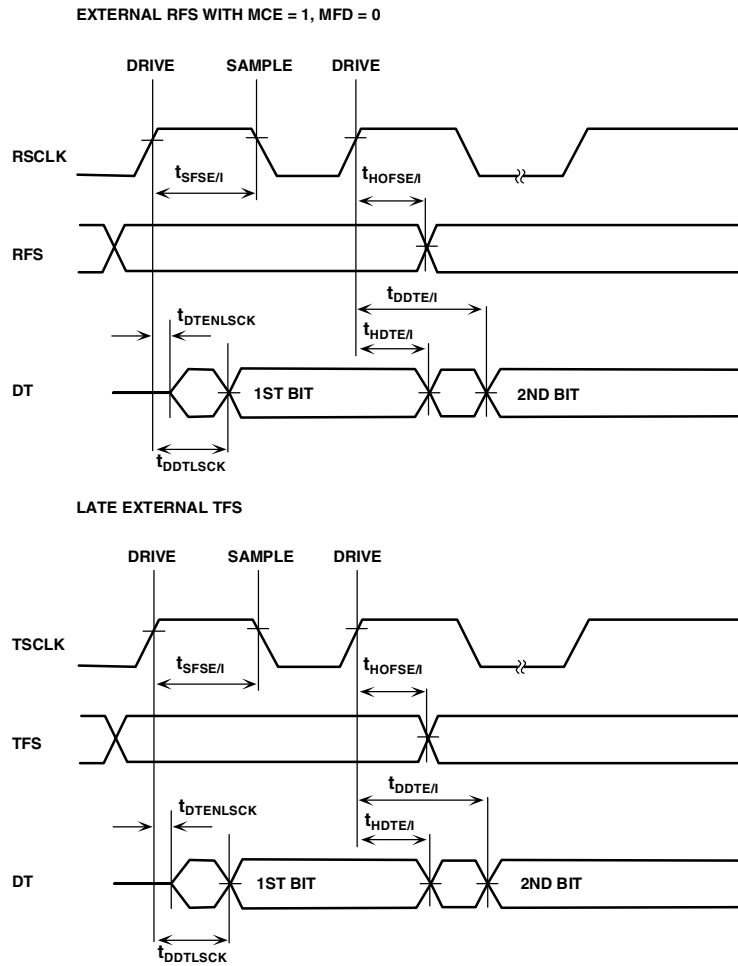 EXTERNAL RFS WITH MCE = 1, MFD = 0
DRIVE SAMPLE DRIVE
RSCLK
tSFSE/I
tHOFSE/I
RFS
tDDTE/I
tDTENLSCK
tHDTE/I
DT
1ST BIT
2ND BIT
tDDTLSCK
LATE EXTERNAL TFS
DRIVE SAMPLE DRIVE
TSCLK
tSFSE/I
tHOFSE/I
TFS
tDDTE/I
tDTENLSCK
tHDTE/I
DT
1ST BIT
2ND BIT
tDDTLSCK